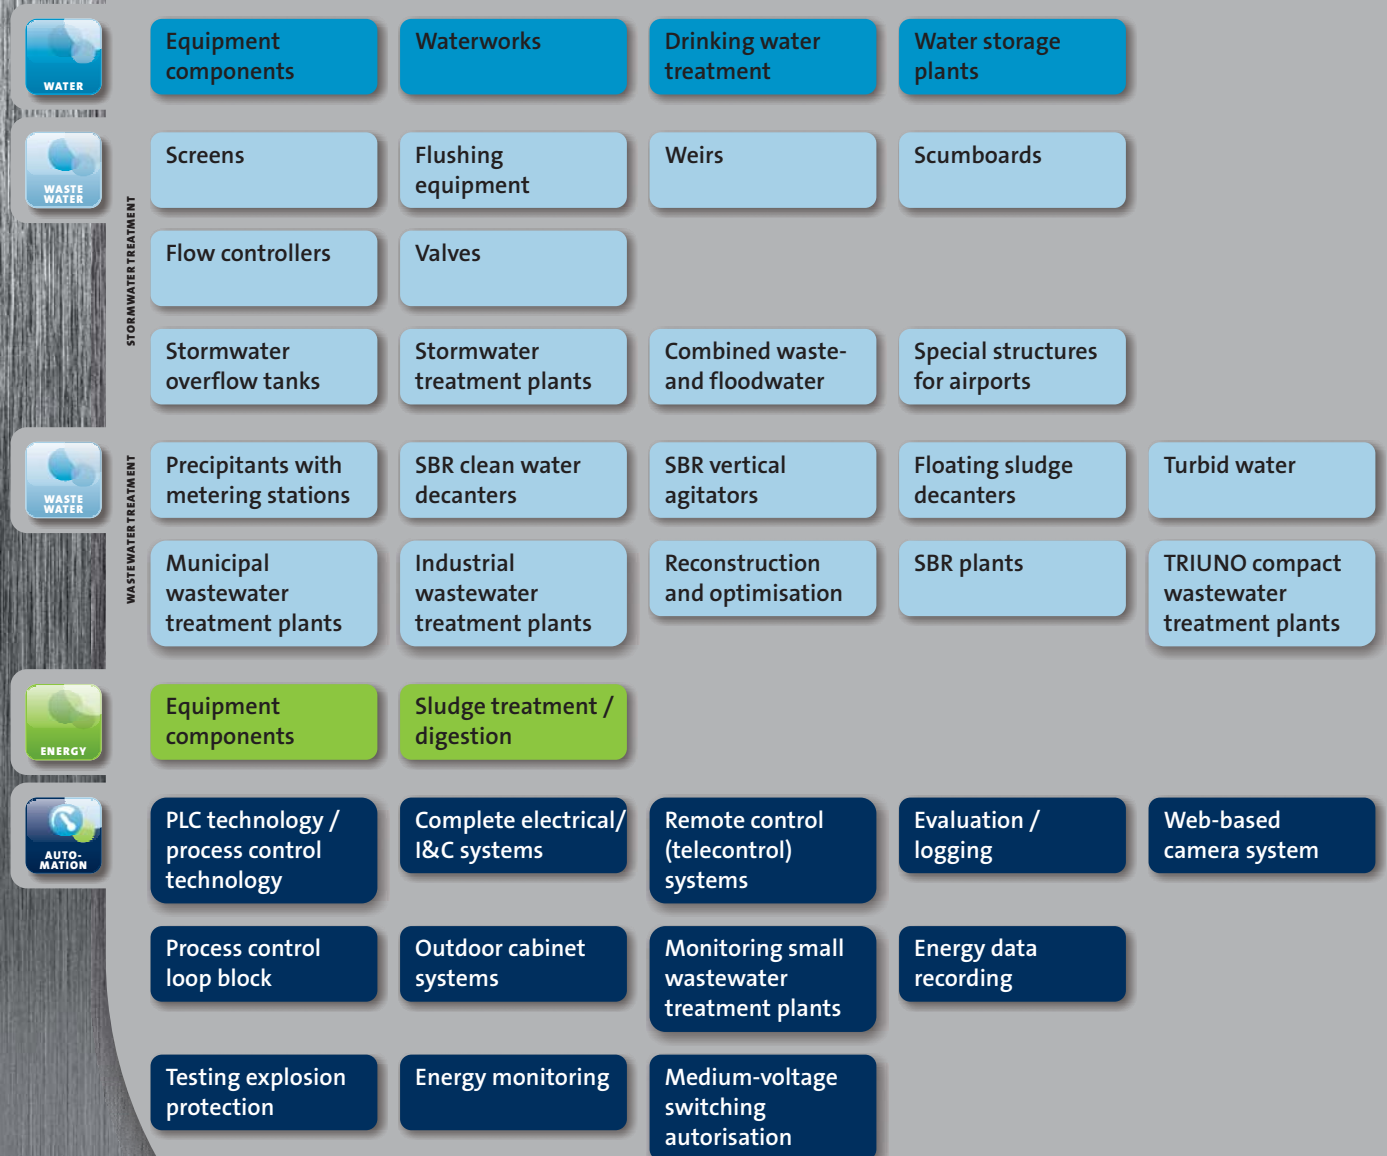 WATER
Equipment
components
Waterworks
Drinking water
treatment
Water storage
plants
WASTE
WATER
STORMWATER TREATMENT
Screens
Flushing
equipment
Weirs
Scumboards
Flow controllers
Valves
Stormwater
overflow tanks
Stormwater
treatment plants
Combined waste-
and floodwater
Special structures
for airports
WASTE
WATER
WASTEWATER TREATMENT
Precipitants with
metering stations
SBR clean water
decanters
SBR vertical
agitators
Floating sludge
decanters
Turbid water
Municipal
wastewater
treatment plants
Industrial
wastewater
treatment plants
Reconstruction
and optimisation
SBR plants
TRIUNO compact
wastewater
treatment plants
ENERGY
Equipment
components
Sludge treatment /
digestion
AUTO-
MATION
PLC technology /
process control
technology
Complete electrical/
I&C systems
Remote control
(telecontrol)
systems
Evaluation /
logging
Web-based
camera system
Process control
loop block
Outdoor cabinet
systems
Monitoring small
wastewater
treatment plants
Energy data
recording
Testing explosion
protection
Energy monitoring
Medium-voltage
switching
autorisation